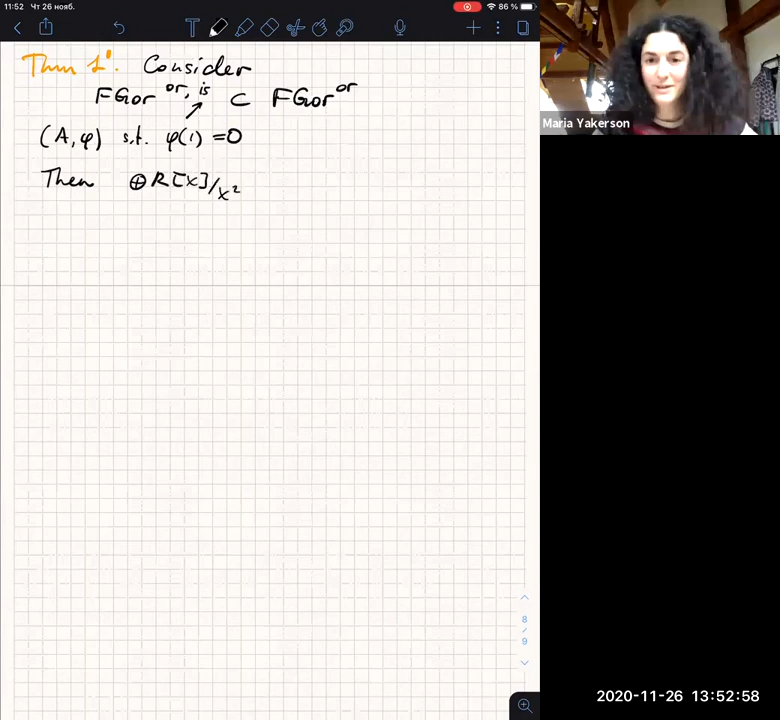 11:52 Чт 26 нояб. 86 %
Thm 1'. Consider
FGor^{or, is} ⊂ FGor^{or}
(A, φ) s.t. φ(1) = 0
Then ⊕ R[x]/x²
Maria Yakerson
8
/
9
2020-11-26 13:52:58